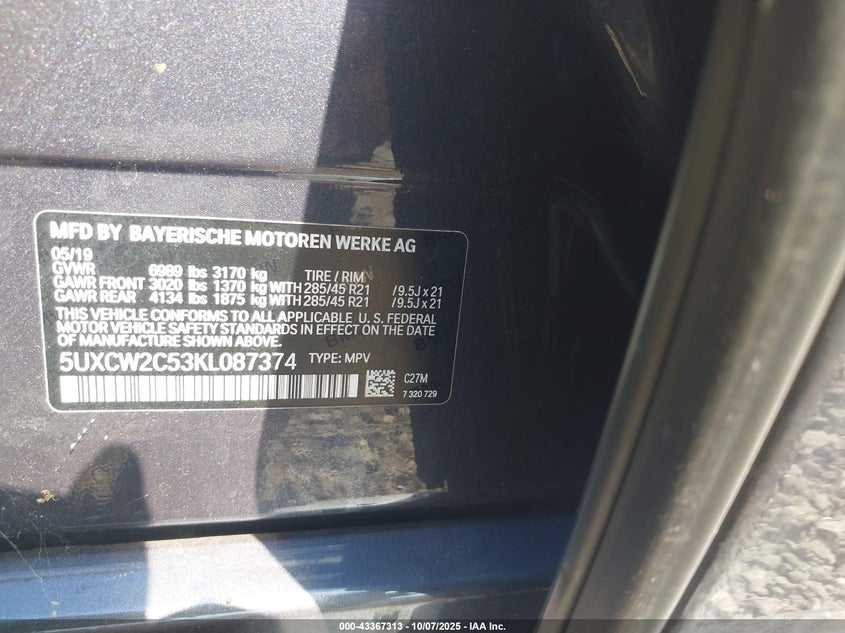 MFD BY BAYERISCHE MOTOREN WERKE AG
05/19
GVWR 6989 lbs 3170 kg TIRE / RIM
GAWR FRONT 3020 lbs 1370 kg WITH 285/45 R21 /9.5J x 21
GAWR REAR 4134 lbs 1875 kg WITH 285/45 R21 /9.5J x 21
THIS VEHICLE CONFORMS TO ALL APPLICABLE U. S. FEDERAL
MOTOR VEHICLE SAFETY STANDARDS IN EFFECT ON THE DATE
OF MANUFACTURE SHOWN ABOVE.
5UXCW2C53KL087374 TYPE: MPV
C27M
7 320 729
000-43367313 - 10/07/2025 - IAA Inc.